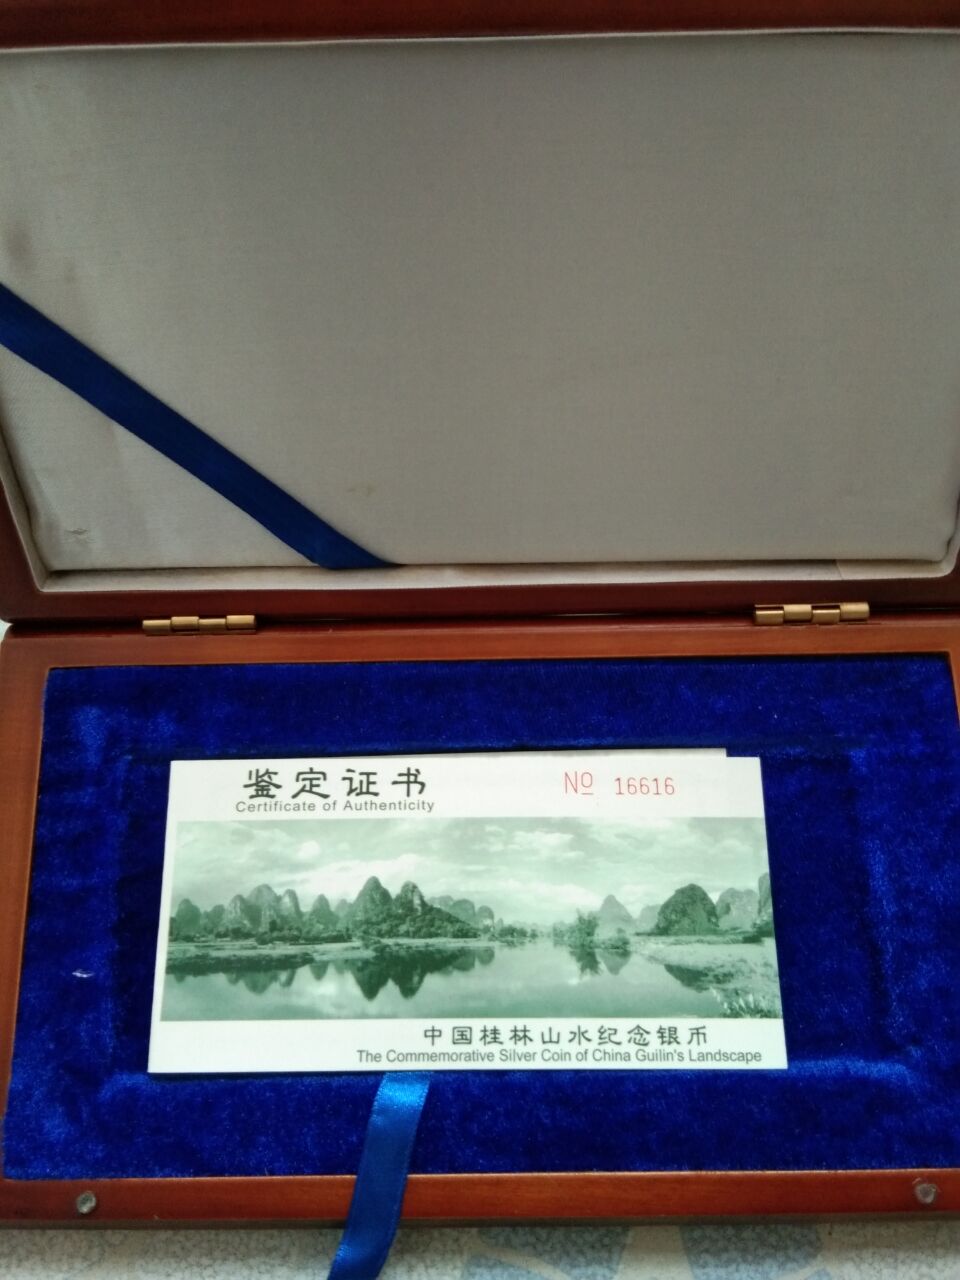 鉴定证书
Certificate of Authenticity
Nº 16616
中国桂林山水纪念银币
The Commemorative Silver Coin of China Guilin's Landscape